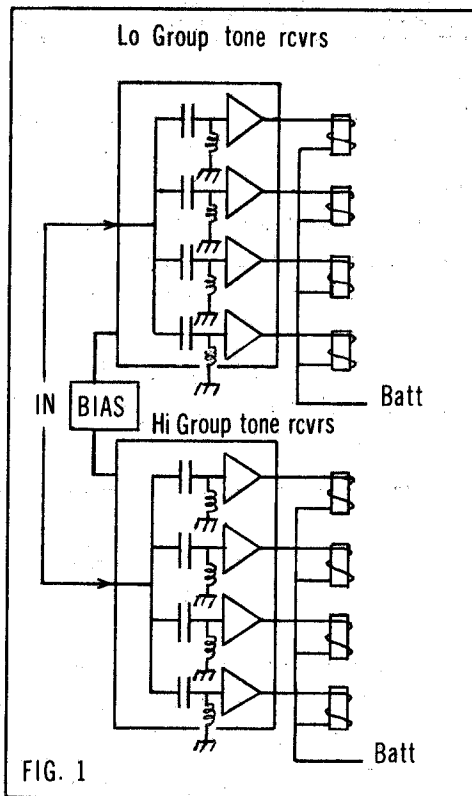 Lo Group tone rcvrs
IN
BIAS
Batt
Hi Group tone rcvrs
Batt
FIG. 1